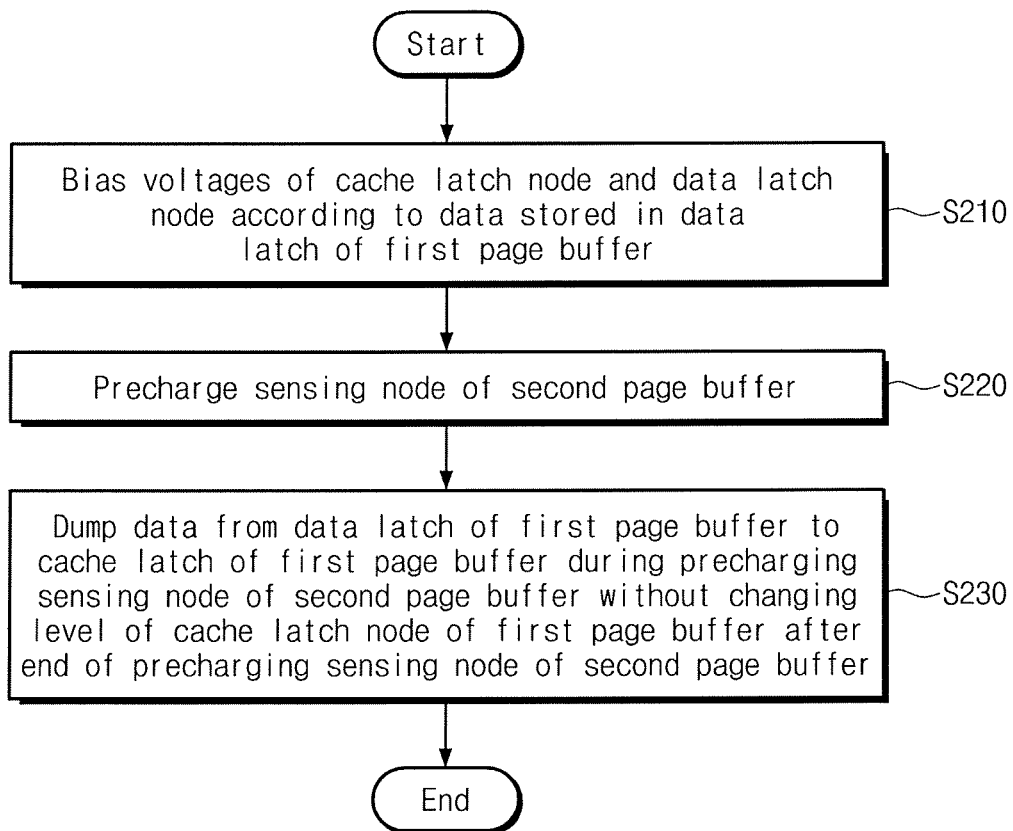 Start
Bias voltages of cache latch node and data latch
node according to data stored in data
latch of first page buffer
S210
Precharge sensing node of second page buffer
S220
Dump data from data latch of first page buffer to
cache latch of first page buffer during precharging
sensing node of second page buffer without changing
level of cache latch node of first page buffer after
end of precharging sensing node of second page buffer
S230
End